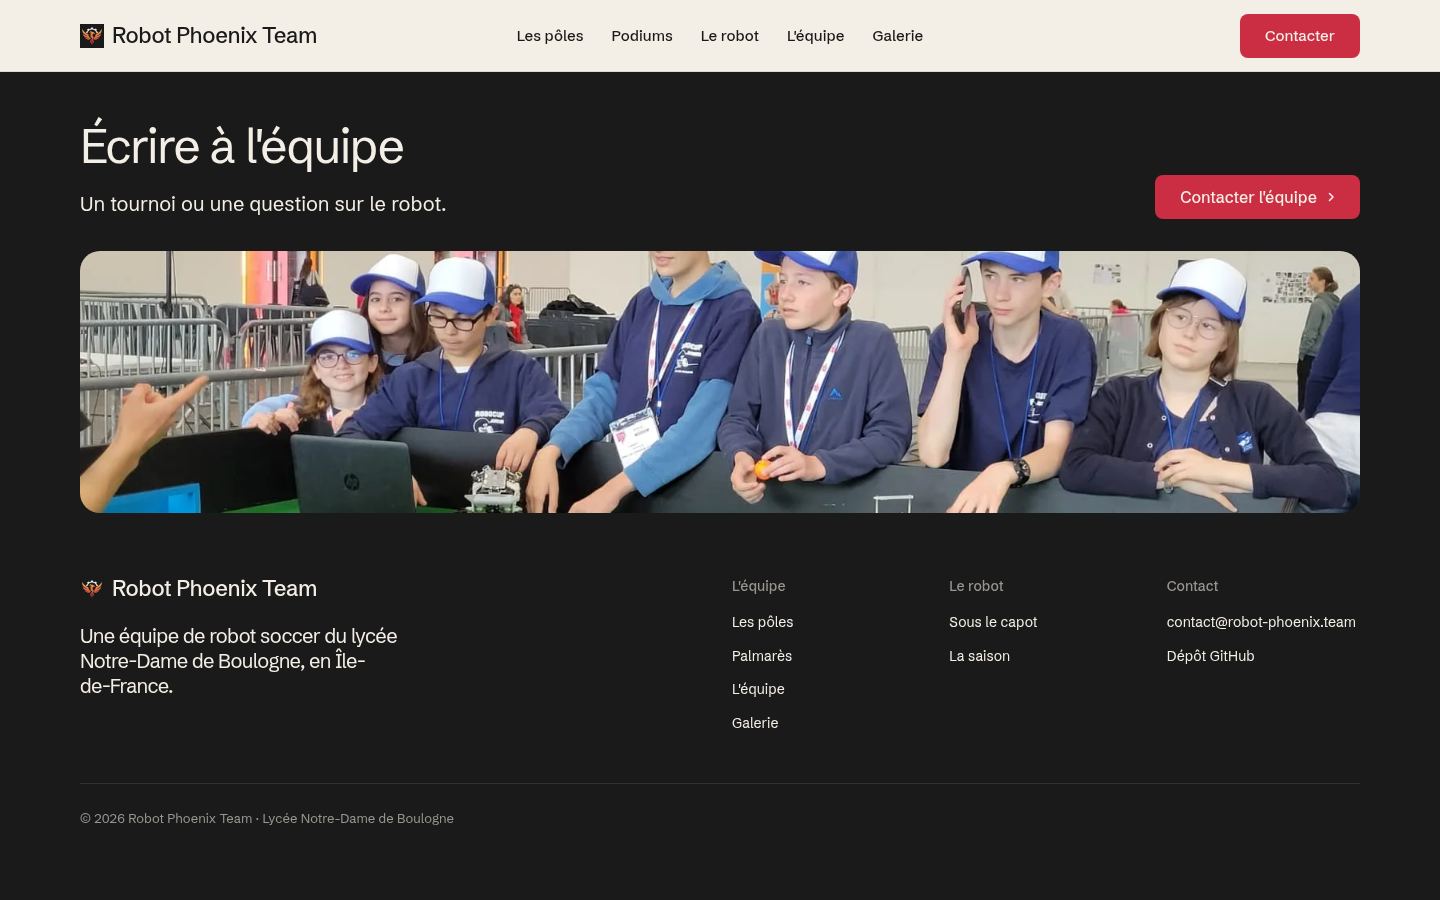 Robot Phoenix Team
Les pôles
Podiums
Le robot
L'équipe
Galerie
Contacter
Écrire à l'équipe
Un tournoi ou une question sur le robot.
Contacter l'équipe
ROBOCUP
hp
Robot Phoenix Team
Une équipe de robot soccer du lycée
Notre-Dame de Boulogne, en Île-
de-France.
L'équipe
Les pôles
Palmarès
L'équipe
Galerie
Le robot
Sous le capot
La saison
Contact
contact@robot-phoenix.team
Dépôt GitHub
© 2026 Robot Phoenix Team · Lycée Notre-Dame de Boulogne